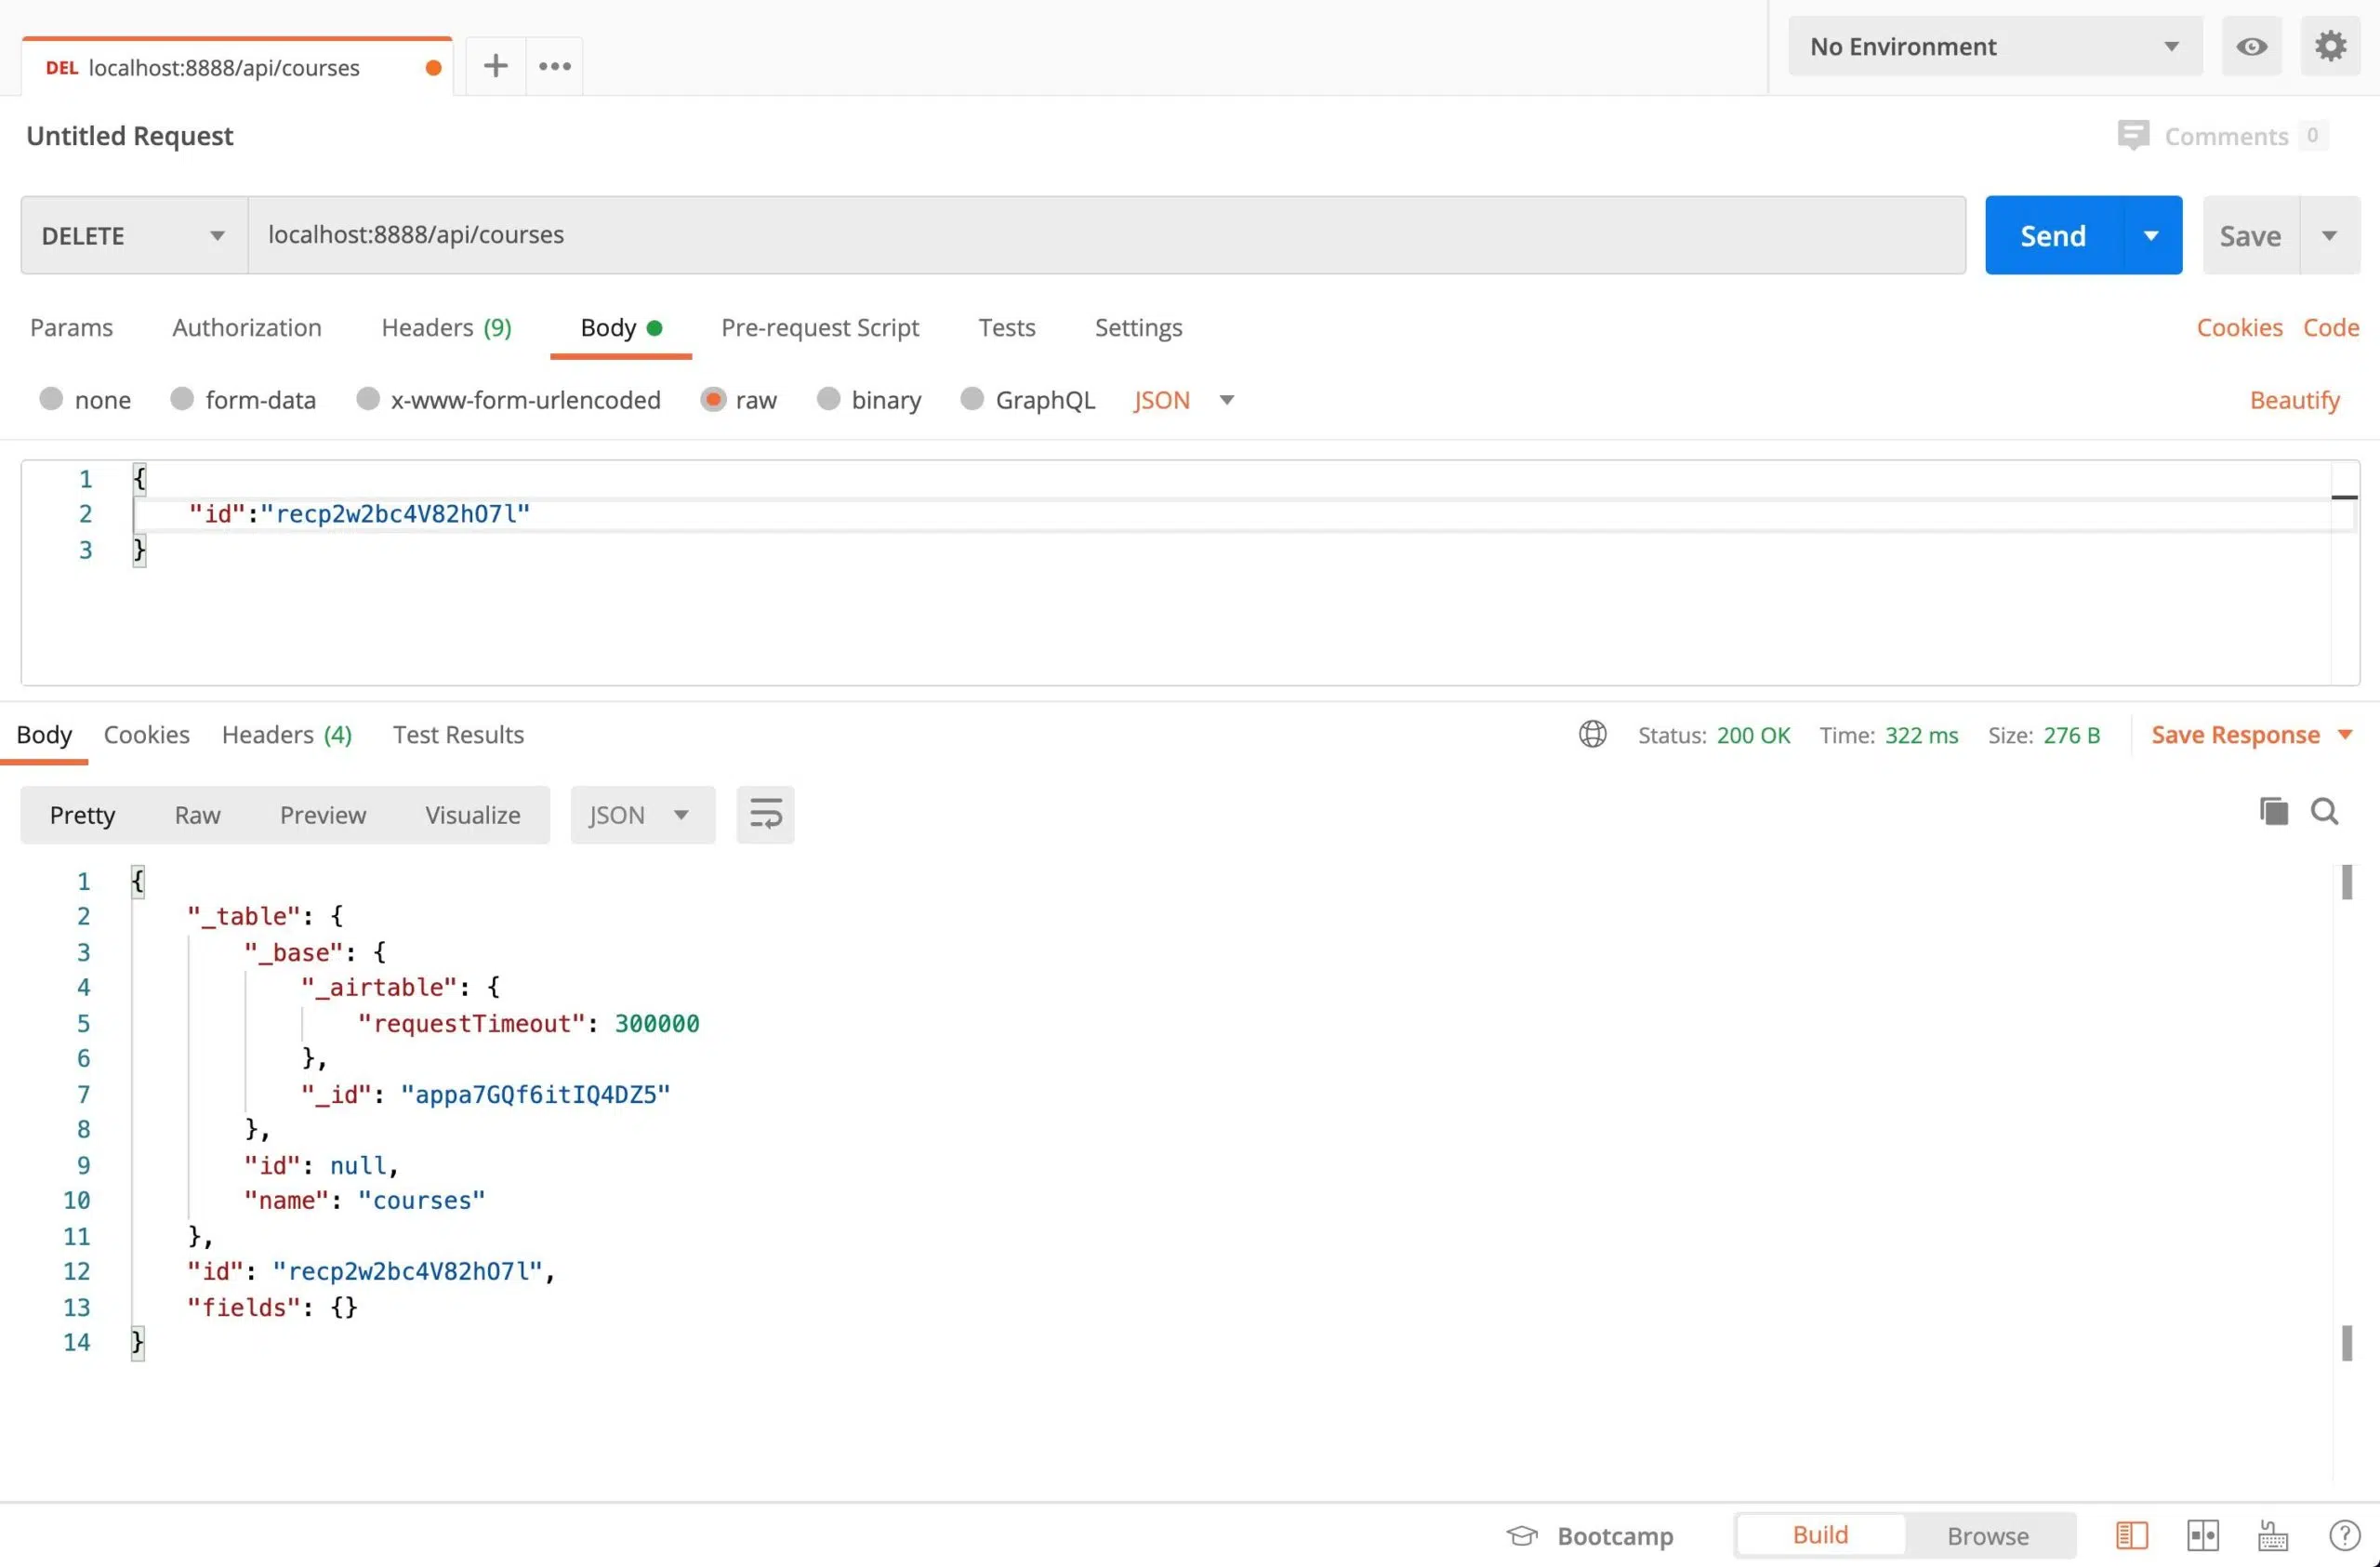 DEL localhost:8888/api/courses
No Environment
Untitled Request
Comments 0
DELETE localhost:8888/api/courses Send Save
Params Authorization Headers (9) Body Pre-request Script Tests Settings Cookies Code
none form-data x-www-form-urlencoded raw binary GraphQL JSON Beautify
1 {
2 "id":"recp2w2bc4V82hO7l"
3 }
Body Cookies Headers (4) Test Results Status: 200 OK Time: 322 ms Size: 276 B Save Response
Pretty Raw Preview Visualize JSON
1 {
2 "_table": {
3 "_base": {
4 "_airtable": {
5 "requestTimeout": 300000
6 },
7 "_id": "appa7GQf6itIQ4DZ5"
8 },
9 "id": null,
10 "name": "courses"
11 },
12 "id": "recp2w2bc4V82hO7l",
13 "fields": {}
14 }
Bootcamp Build Browse